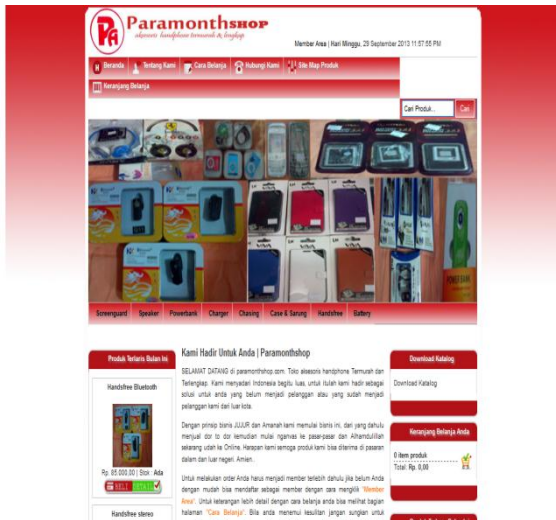 Paramonthshop
aksesoris handphone termurah & lengkap
Member Area | Hari Minggu, 29 September 2013 11:57:55 PM
Beranda
Tentang Kami
Cara Belanja
Hubungi Kami
Site Map Produk
Keranjang Belanja
Cari Produk...
Cari
POWER BANK
Screenguard
Speaker
Powerbank
Charger
Chasing
Case & Sarung
Handsfree
Battery
Produk Terlaris Bulan Ini
Handsfree Bluetooth
Rp. 85.000,00 | Stok : Ada
BELI DETAIL
Handsfree stereo
Kami Hadir Untuk Anda | Paramonthshop
SELAMAT DATANG di paramonthshop.com. Toko aksesoris handphone Termurah dan
Terlengkap. Kami menyadari Indonesia begitu luas, untuk itulah kami hadir sebagai
solusi untuk anda yang belum menjadi pelanggan atau yang sudah menjadi
pelanggan kami dari luar kota.
Dengan prinsip bisnis JUJUR dan Amanah kami memulai bisnis ini, dari yang dahulu
menjual dor to dor kemudian mulai ngamvas ke pasar-pasar dan Alhamdulillah
sekarang udah ke Online. Harapan kami semoga produk kami bisa diterima di pasaran
dalam dan luar negeri. Amien.
Untuk melakukan order Anda harus menjadi member terlebih dahulu jika belum Anda
dengan mudah bisa mendaftar sebagai member dengan cara mengklik "Member
Area". Untuk keterangan lebih detail dengan cara belanja anda bisa melihat bagian
halaman "Cara Belanja". Bila anda menemui kesulitan jangan sungkan untuk
Download Katalog
Download Katalog
Keranjang Belanja Anda
0 item produk
Total: Rp. 0,00